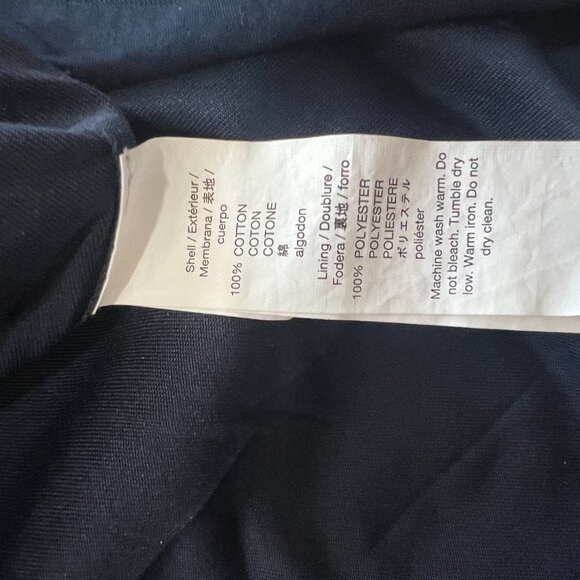 Shell / Extérieur /
Membrana / 表地 /
cuerpo
100% COTTON
COTON
COTONE
綿
algodon
Lining / Doublure /
Fodera / 裏地 / forro
100% POLYESTER
POLYESTER
POLIESTERE
ポリエステル
poliéster
Machine wash warm. Do
not bleach. Tumble dry
low. Warm iron. Do not
dry clean.